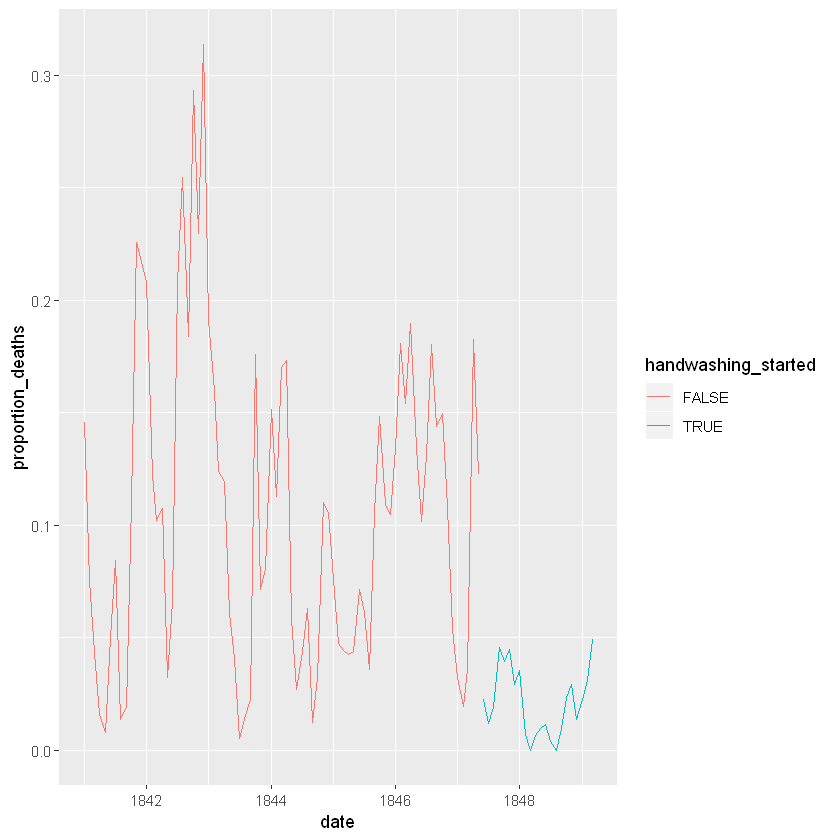 proportion_deaths
0.3
0.2
0.1
0.0
1842 1844 1846 1848
date
handwashing_started
FALSE
TRUE